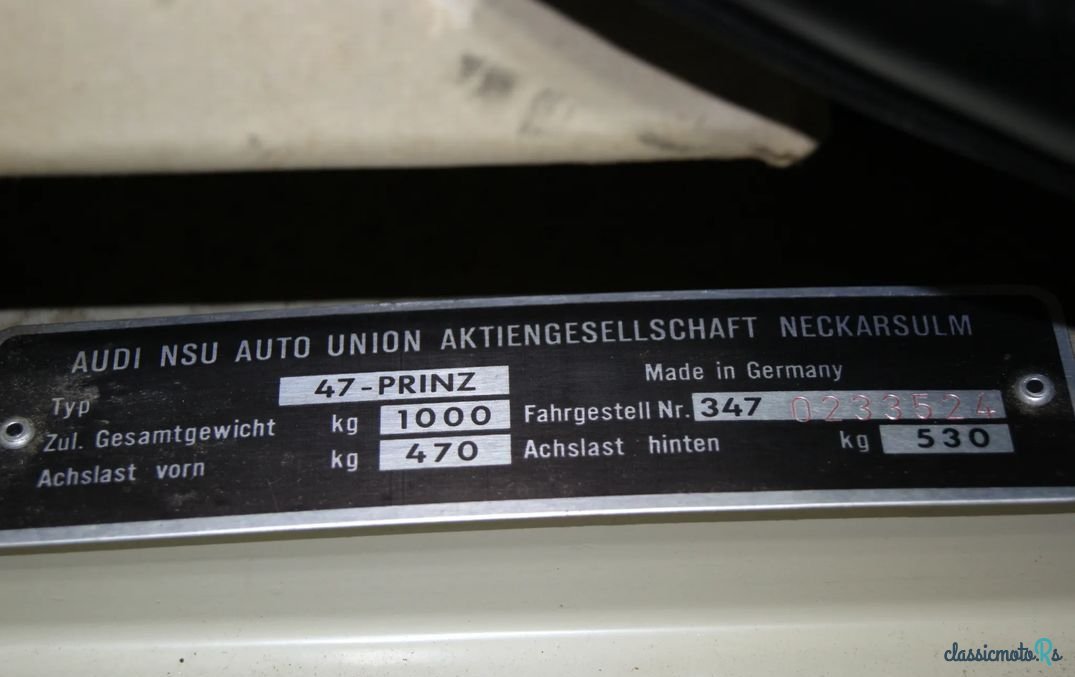 AUDI NSU AUTO UNION AKTIENGESELLSCHAFT NECKARSULM
Typ 47-PRINZ Made in Germany
Zul. Gesamtgewicht kg 1000 Fahrgestell Nr. 347 0233524
Achslast vorn kg 470 Achslast hinten kg 530
classicmoto.Rs